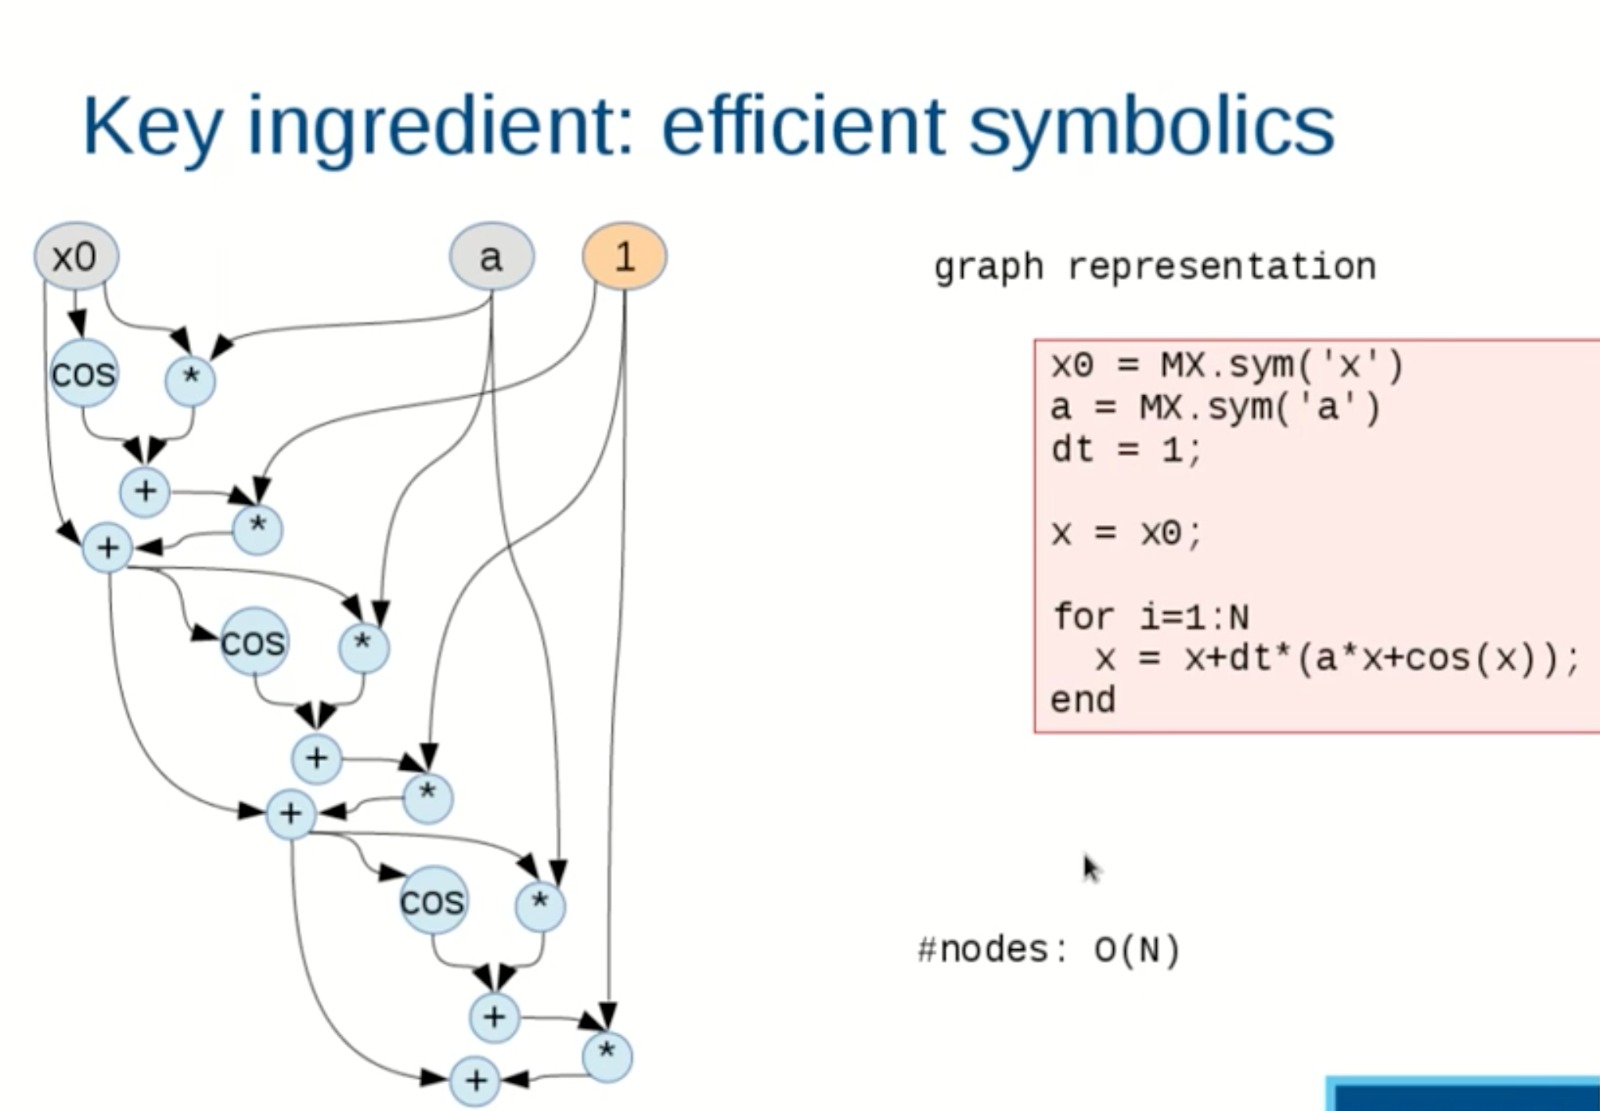 Key ingredient: efficient symbolics
x0
a
1
graph representation
cos
*
+
*
+
cos
*
+
*
+
cos
*
+
*
+
x0 = MX.sym('x')
a = MX.sym('a')
dt = 1;
x = x0;
for i=1:N
x = x+dt*(a*x+cos(x));
end
#nodes: O(N)